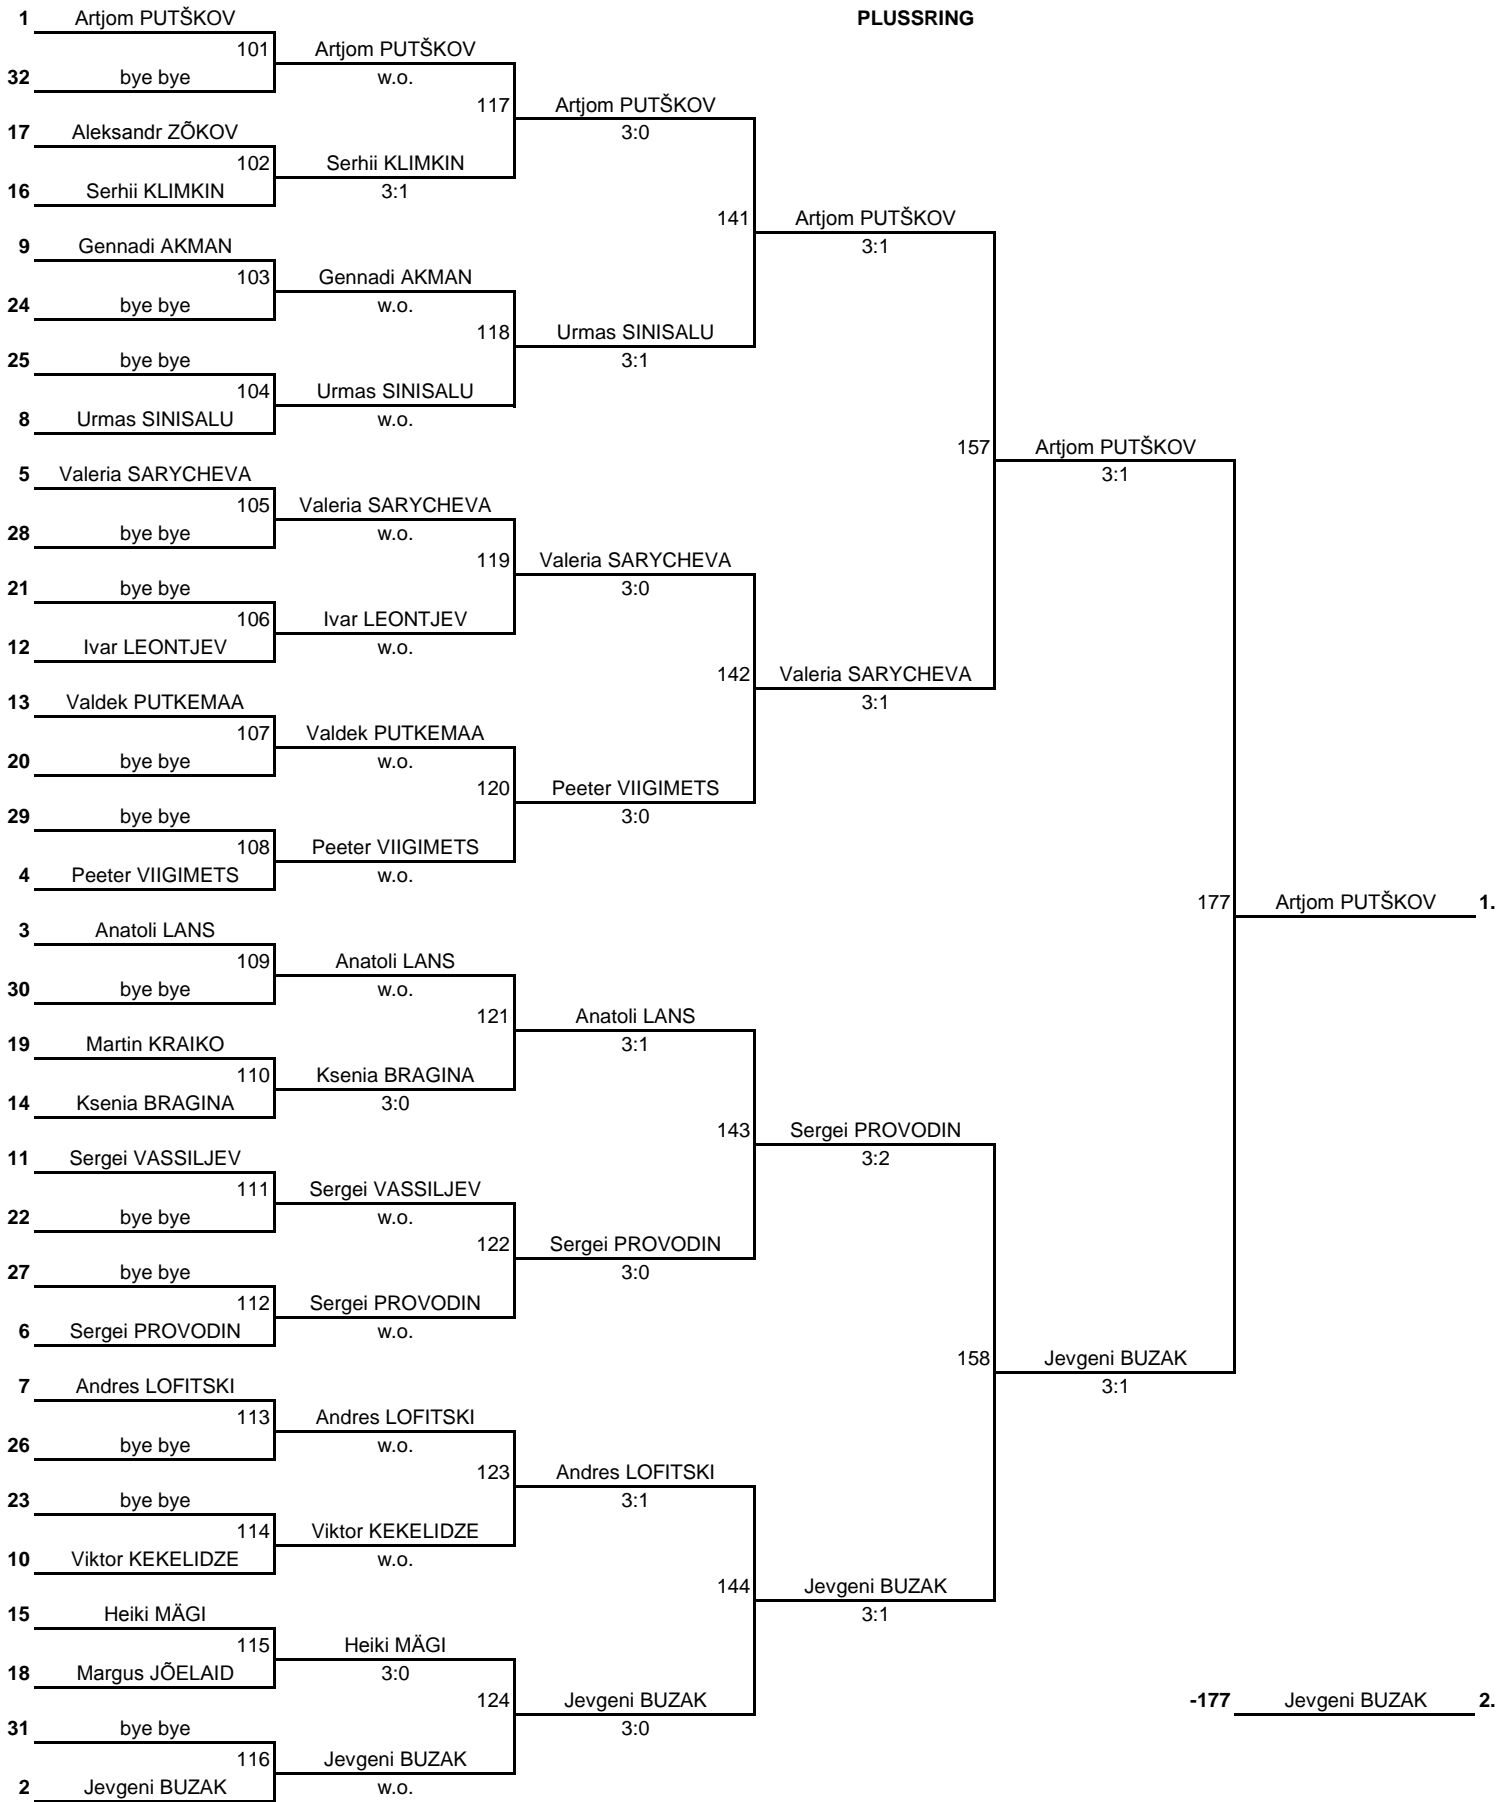 PLUSSRING
1 Artjom PUTŠKOV
101 Artjom PUTŠKOV
32 bye bye w.o.
117 Artjom PUTŠKOV
17 Aleksandr ZÕKOV 3:0
102 Serhii KLIMKIN
16 Serhii KLIMKIN 3:1
141 Artjom PUTŠKOV
9 Gennadi AKMAN 3:1
103 Gennadi AKMAN
24 bye bye w.o.
118 Urmas SINISALU
25 bye bye 3:1
104 Urmas SINISALU
8 Urmas SINISALU w.o.
157 Artjom PUTŠKOV
5 Valeria SARYCHEVA 3:1
105 Valeria SARYCHEVA
28 bye bye w.o.
119 Valeria SARYCHEVA
21 bye bye 3:0
106 Ivar LEONTJEV
12 Ivar LEONTJEV w.o.
142 Valeria SARYCHEVA
13 Valdek PUTKEMAA 3:1
107 Valdek PUTKEMAA
20 bye bye w.o.
120 Peeter VIIGIMETS
29 bye bye 3:0
108 Peeter VIIGIMETS
4 Peeter VIIGIMETS w.o.
177 Artjom PUTŠKOV 1.
3 Anatoli LANS
109 Anatoli LANS
30 bye bye w.o.
121 Anatoli LANS
19 Martin KRAIKO 3:1
110 Ksenia BRAGINA
14 Ksenia BRAGINA 3:0
143 Sergei PROVODIN
11 Sergei VASSILJEV 3:2
111 Sergei VASSILJEV
22 bye bye w.o.
122 Sergei PROVODIN
27 bye bye 3:0
112 Sergei PROVODIN
6 Sergei PROVODIN w.o.
158 Jevgeni BUZAK
7 Andres LOFITSKI 3:1
113 Andres LOFITSKI
26 bye bye w.o.
123 Andres LOFITSKI
23 bye bye 3:1
114 Viktor KEKELIDZE
10 Viktor KEKELIDZE w.o.
144 Jevgeni BUZAK
15 Heiki MÄGI 3:1
115 Heiki MÄGI
18 Margus JÕELAID 3:0
124 Jevgeni BUZAK -177 Jevgeni BUZAK 2.
31 bye bye 3:0
116 Jevgeni BUZAK
2 Jevgeni BUZAK w.o.